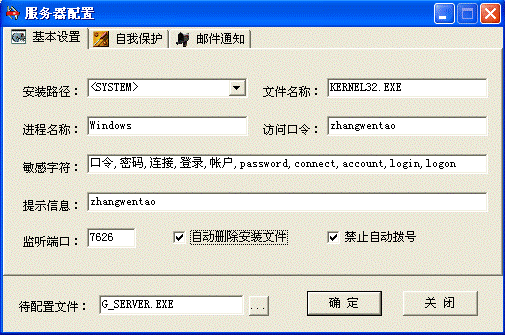 服务器配置
基本设置 自我保护 邮件通知
安装路径： <SYSTEM> 文件名称： KERNEL32.EXE
进程名称： Windows 访问口令： zhangwentao
敏感字符： 口令,密码,连接,登录,帐户,password,connect,account,login,logon
提示信息： zhangwentao
监听端口： 7626 自动删除安装文件 禁止自动拨号
待配置文件： G_SERVER.EXE ... 确 定 关 闭